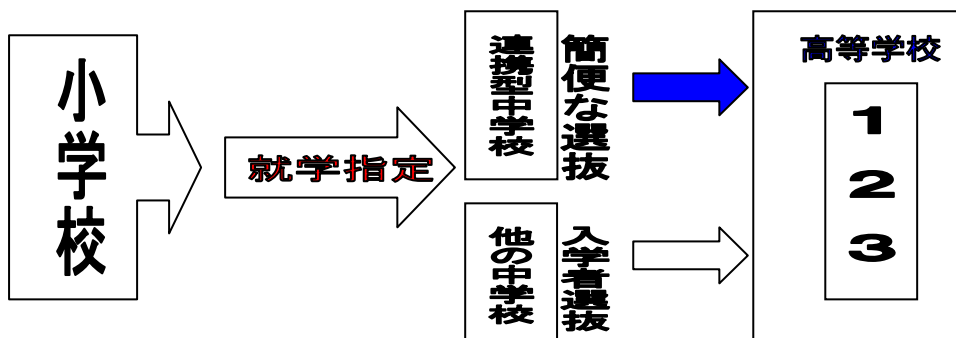 小学校
就学指定
連携型中学校
簡便な選抜
他の中学校
入学者選抜
高等学校
1
2
3